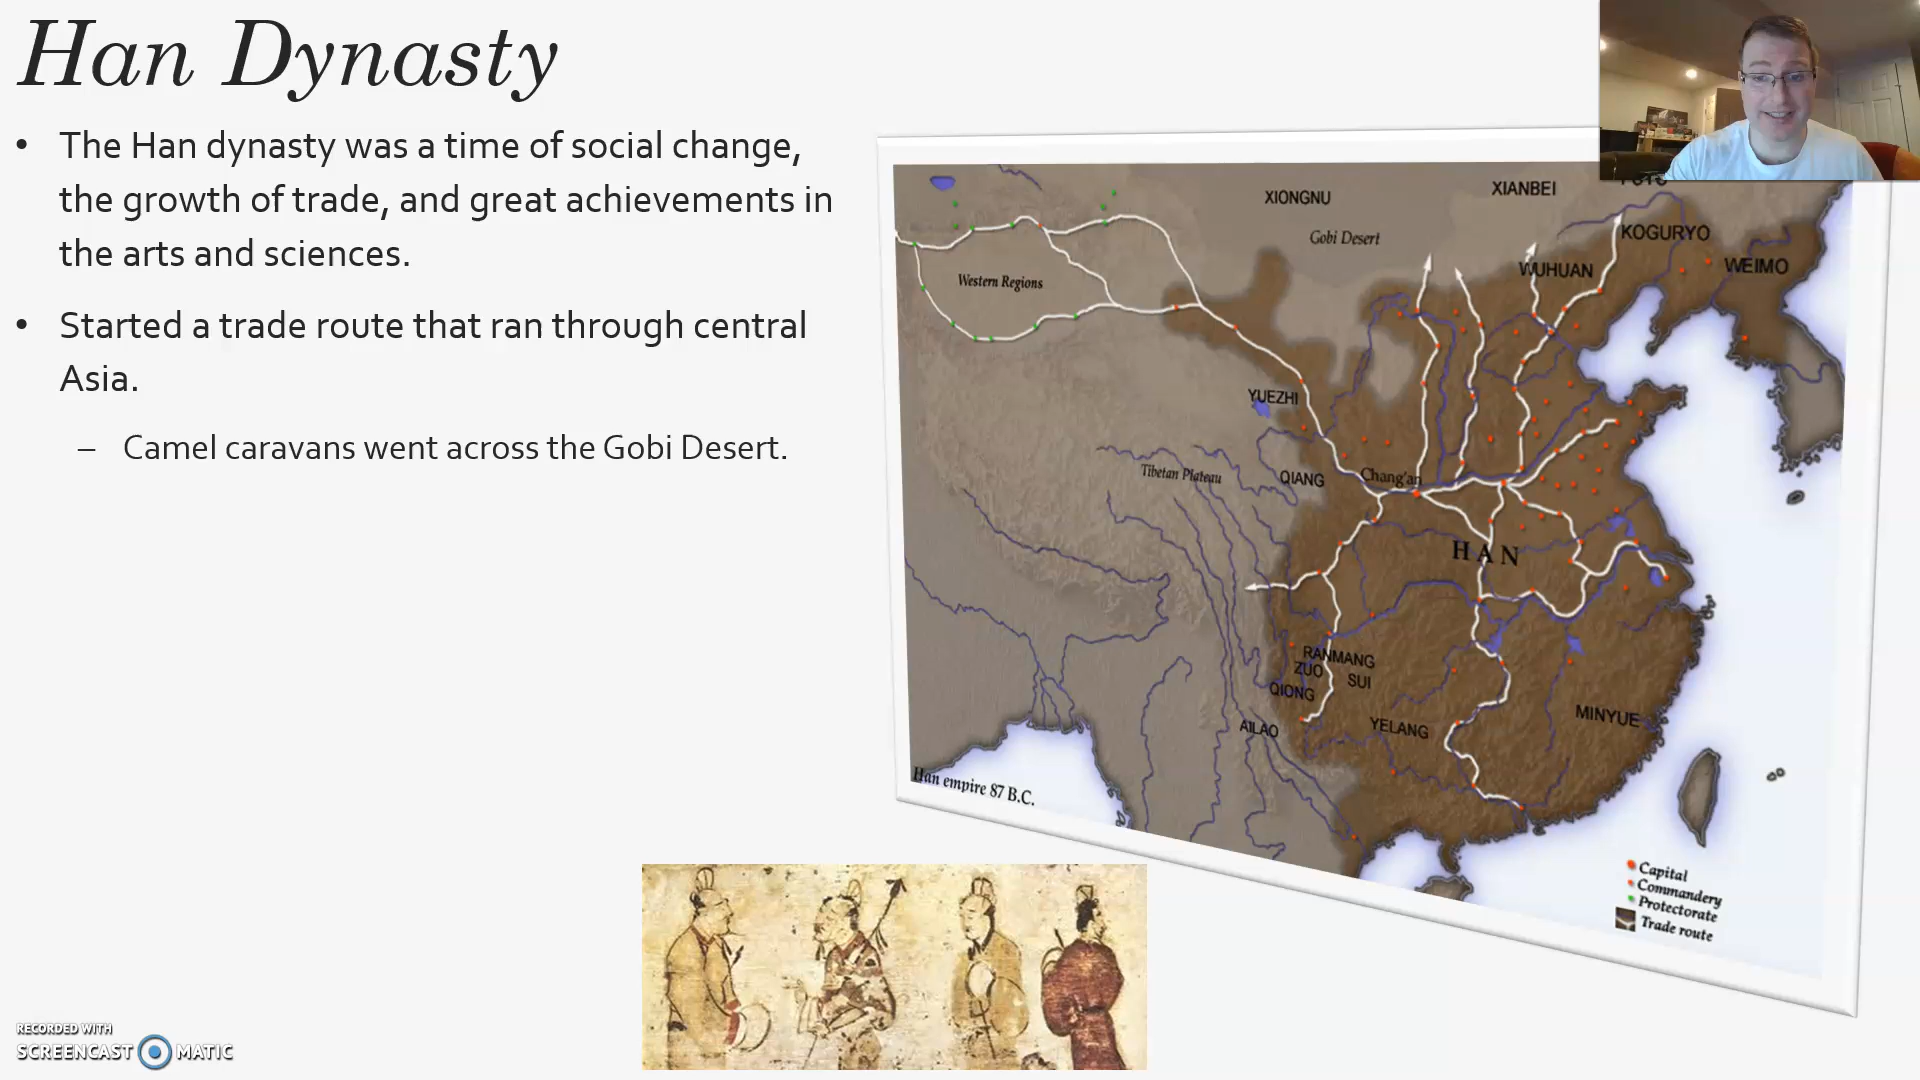 Han Dynasty
• The Han dynasty was a time of social change,
the growth of trade, and great achievements in
the arts and sciences.
• Started a trade route that ran through central
Asia.
– Camel caravans went across the Gobi Desert.
XIONGNU
XIANBEI
Gobi Desert
KOGURYO
WUHUAN
WEIMO
Western Regions
YUEZHI
Tibetan Plateau
QIANG
Chang'an
HAN
RANMANG
ZUO
SUI
QIONG
AILAO
YELANG
MINYUE
Han empire 87 B.C.
Capital
Commandery
Protectorate
Trade route
RECORDED WITH
SCREENCAST MATIC